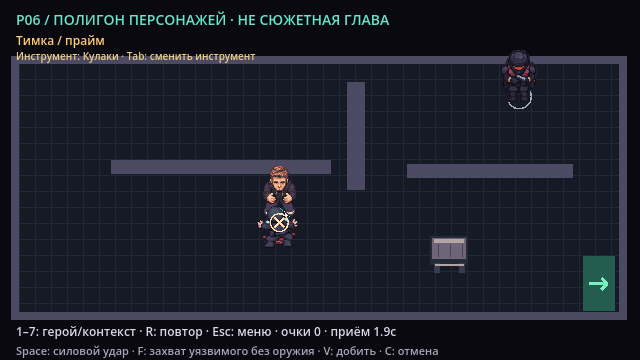 P06 / ПОЛИГОН ПЕРСОНАЖЕЙ · НЕ СЮЖЕТНАЯ ГЛАВА
Тимка / прайм
Инструмент: Кулаки · Tab: сменить инструмент
1–7: герой/контекст · R: повтор · Esc: меню · очки 0 · приём 1.9с
Space: силовой удар · F: захват уязвимого без оружия · V: добить · C: отмена